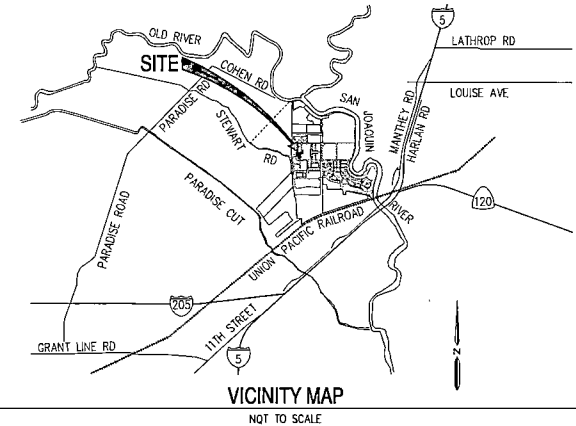 5
LATHROP RD
OLD RIVER
SITE
COHEN RD
LOUISE AVE
PARADISE RD
STEWART
RD
SAN
JOAQUIN
RIVER
MANTHEY RD
HARLAN RD
PARADISE CUT
PARADISE ROAD
120
UNION PACIFIC RAILROAD
205
11TH STREET
GRANT LINE RD
5
N
VICINITY MAP
NOT TO SCALE